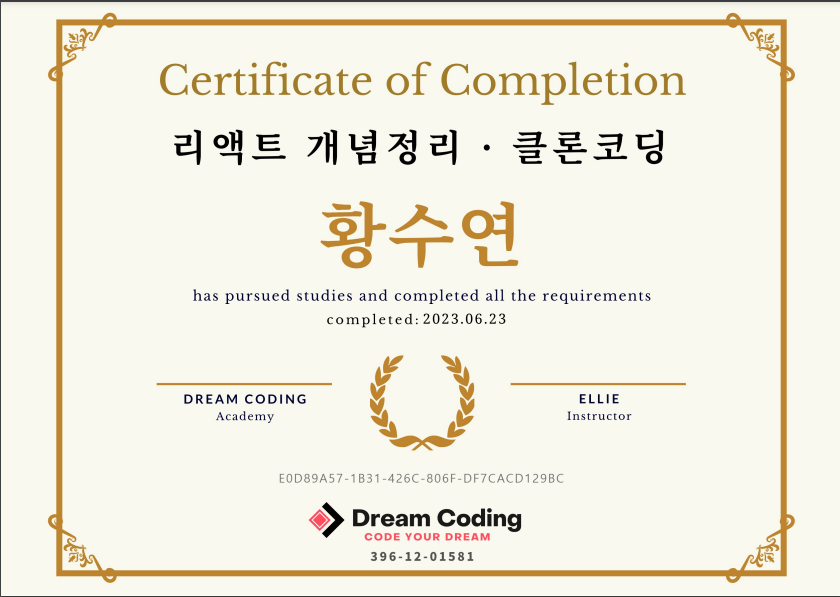 Certificate of Completion
리액트 개념정리 · 클론코딩
황수연
has pursued studies and completed all the requirements
completed: 2023.06.23
DREAM CODING
Academy
ELLIE
Instructor
E0D89A57-1B31-426C-806F-DF7CACD129BC
Dream Coding
CODE YOUR DREAM
396-12-01581